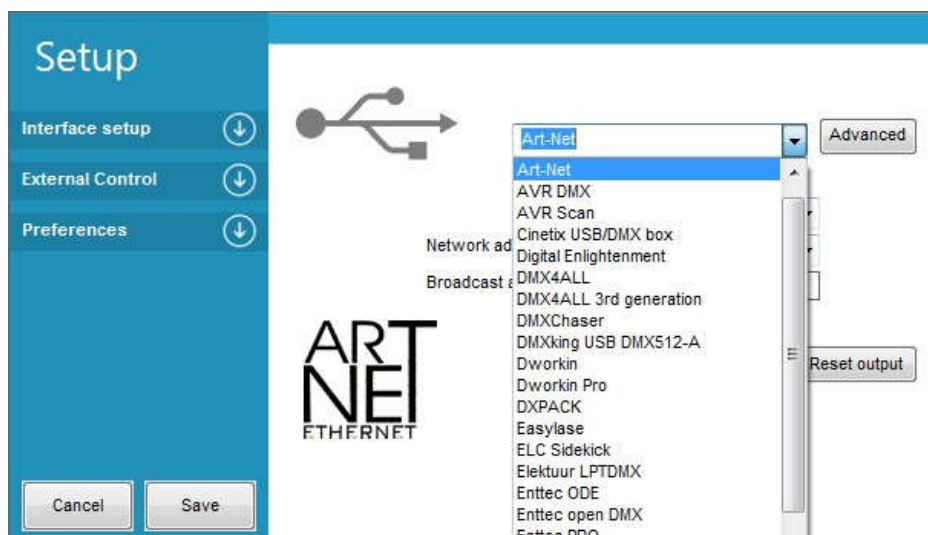 Setup
Interface setup
External Control
Preferences
Cancel
Save
Art-Net
Advanced
Art-Net
AVR DMX
AVR Scan
Cinetix USB/DMX box
Network ad
Digital Enlightenment
Broadcast a
DMX4ALL
DMX4ALL 3rd generation
DMXChaser
DMXking USB DMX512-A
Dworkin
Reset output
Dworkin Pro
DXPACK
Easylase
ELC Sidekick
Elektuur LPTDMX
Enttec ODE
Enttec open DMX
Enttec PRO
ART
NET
ETHERNET